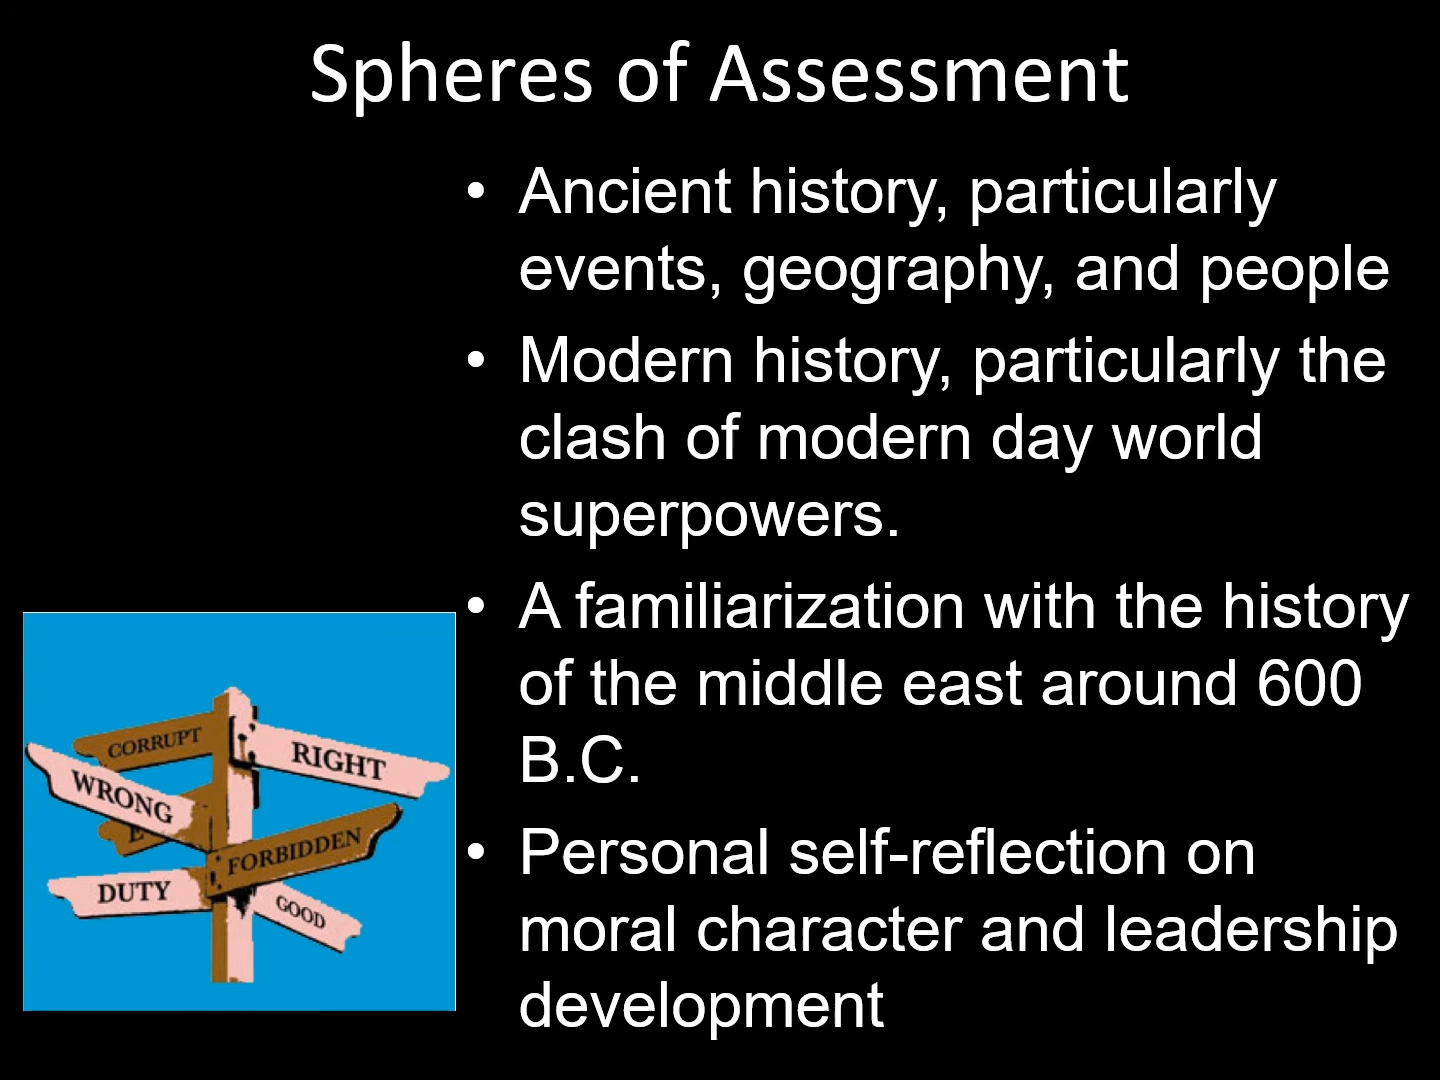 Spheres of Assessment
• Ancient history, particularly
events, geography, and people
• Modern history, particularly the
clash of modern day world
superpowers.
• A familiarization with the history
of the middle east around 600
B.C.
• Personal self-reflection on
moral character and leadership
development
CORRUPT
RIGHT
WRONG
FORBIDDEN
DUTY
GOOD